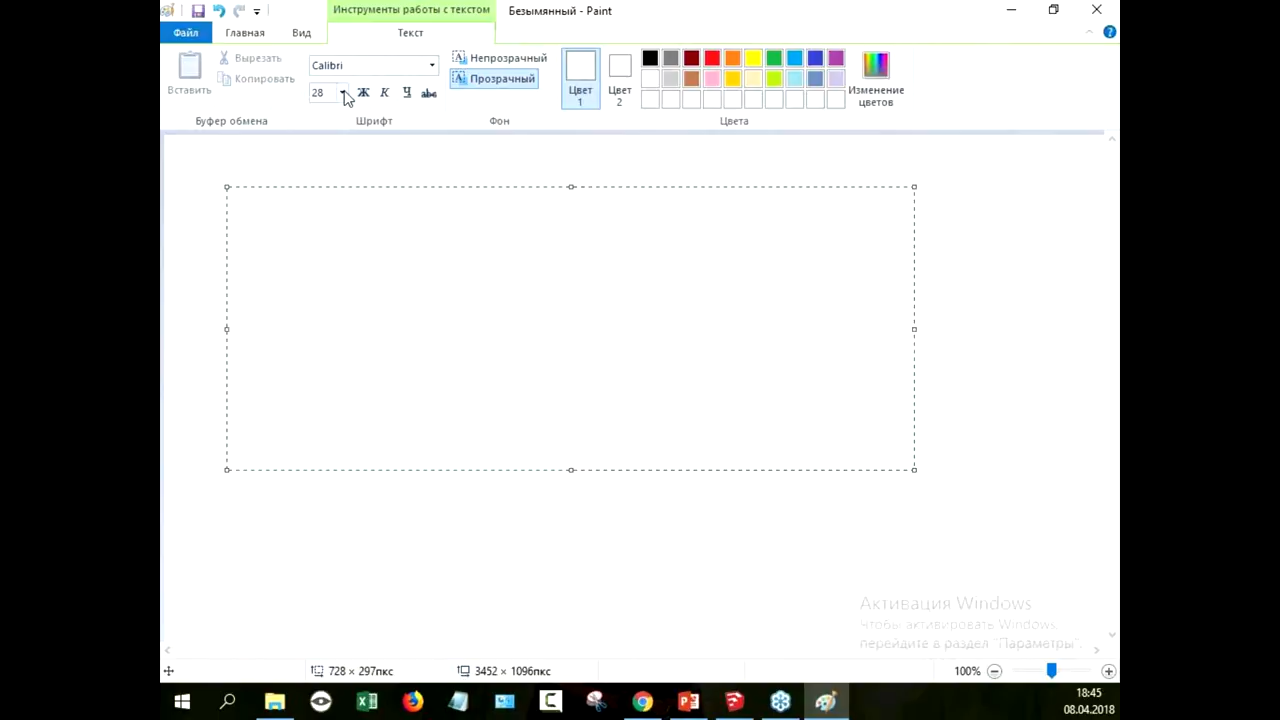 Инструменты работы с текстом
Безымянный - Paint
Файл
Главная
Вид
Текст
Вставить
Вырезать
Копировать
Буфер обмена
Calibri
28
Ж К Ч abc
Шрифт
Непрозрачный
Прозрачный
Фон
Цвет
1
Цвет
2
Цвета
Изменение
цветов
Активация Windows
Чтобы активировать Windows,
перейдите в раздел "Параметры".
728 × 297пкс
3452 × 1096пкс
100%
18:45
08.04.2018